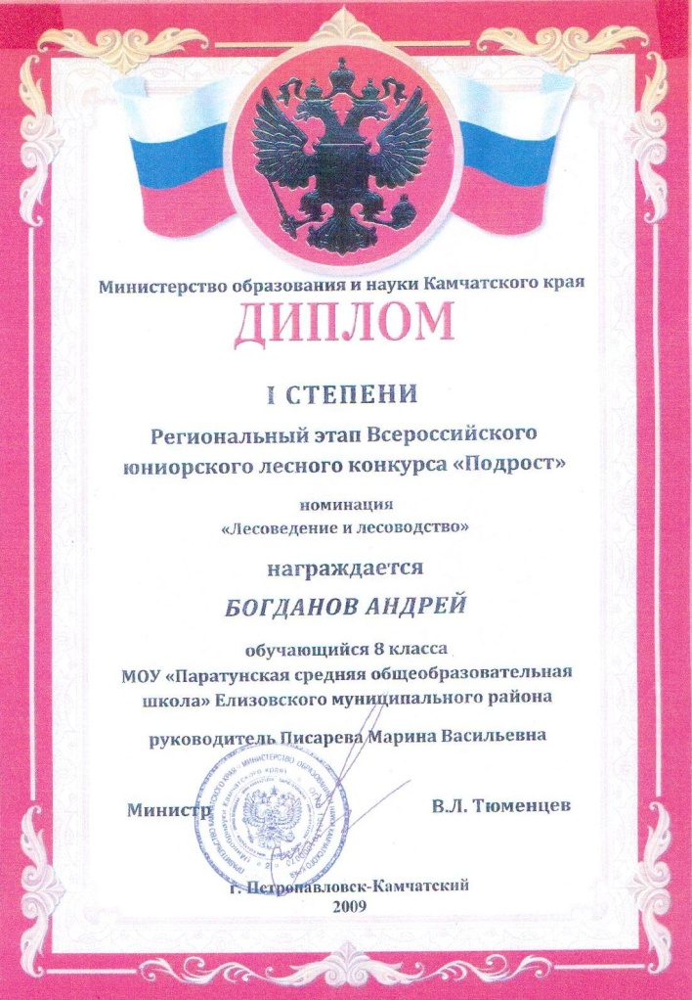 Министерство образования и науки Камчатского края
ДИПЛОМ
I СТЕПЕНИ
Региональный этап Всероссийского
юниорского лесного конкурса «Подрост»
номинация
«Лесоведение и лесоводство»
награждается
БОГДАНОВ АНДРЕЙ
обучающийся 8 класса
МОУ «Паратунская средняя общеобразовательная
школа» Елизовского муниципального района
руководитель Писарева Марина Васильевна
Министр
В.Л. Тюменцев
г. Петропавловск-Камчатский
2009